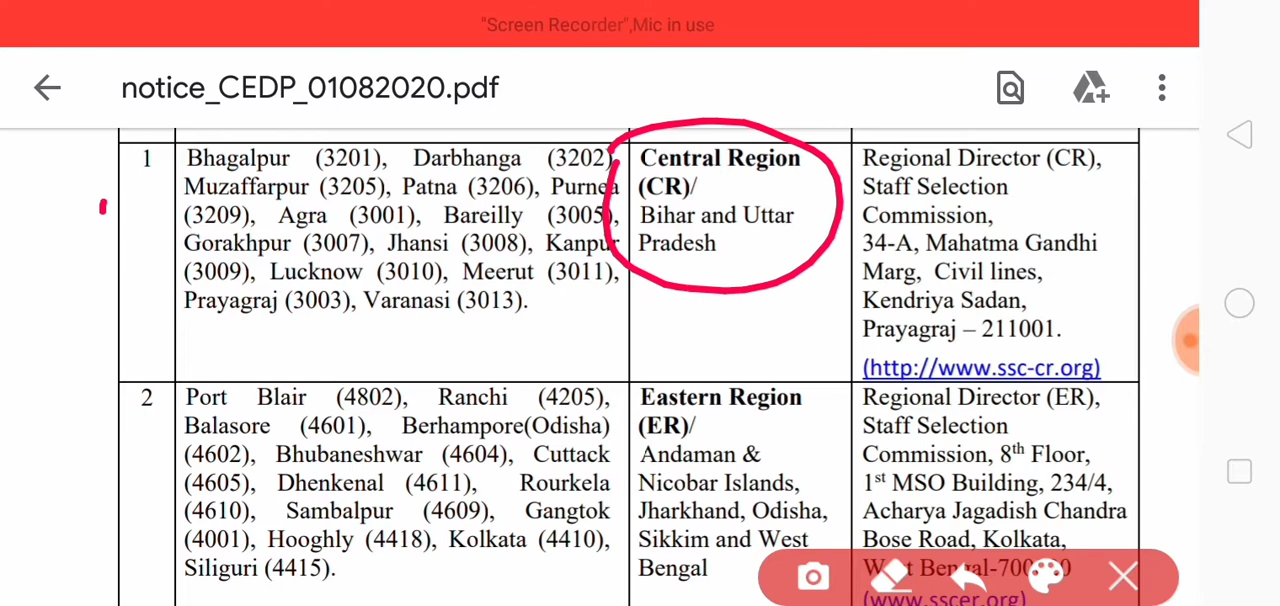 "Screen Recorder",Mic in use
notice_CEDP_01082020.pdf
1
Bhagalpur (3201), Darbhanga (3202),
Muzaffarpur (3205), Patna (3206), Purnea
(3209), Agra (3001), Bareilly (3005),
Gorakhpur (3007), Jhansi (3008), Kanpur
(3009), Lucknow (3010), Meerut (3011),
Prayagraj (3003), Varanasi (3013).
Central Region
(CR)/
Bihar and Uttar
Pradesh
Regional Director (CR),
Staff Selection
Commission,
34-A, Mahatma Gandhi
Marg, Civil lines,
Kendriya Sadan,
Prayagraj – 211001.
(http://www.ssc-cr.org)
2
Port Blair (4802), Ranchi (4205),
Balasore (4601), Berhampore(Odisha)
(4602), Bhubaneshwar (4604), Cuttack
(4605), Dhenkenal (4611), Rourkela
(4610), Sambalpur (4609), Gangtok
(4001), Hooghly (4418), Kolkata (4410),
Siliguri (4415).
Eastern Region
(ER)/
Andaman &
Nicobar Islands,
Jharkhand, Odisha,
Sikkim and West
Bengal
Regional Director (ER),
Staff Selection
Commission, 8th Floor,
1st MSO Building, 234/4,
Acharya Jagadish Chandra
Bose Road, Kolkata,
Bengal-
(www.sscer.org)